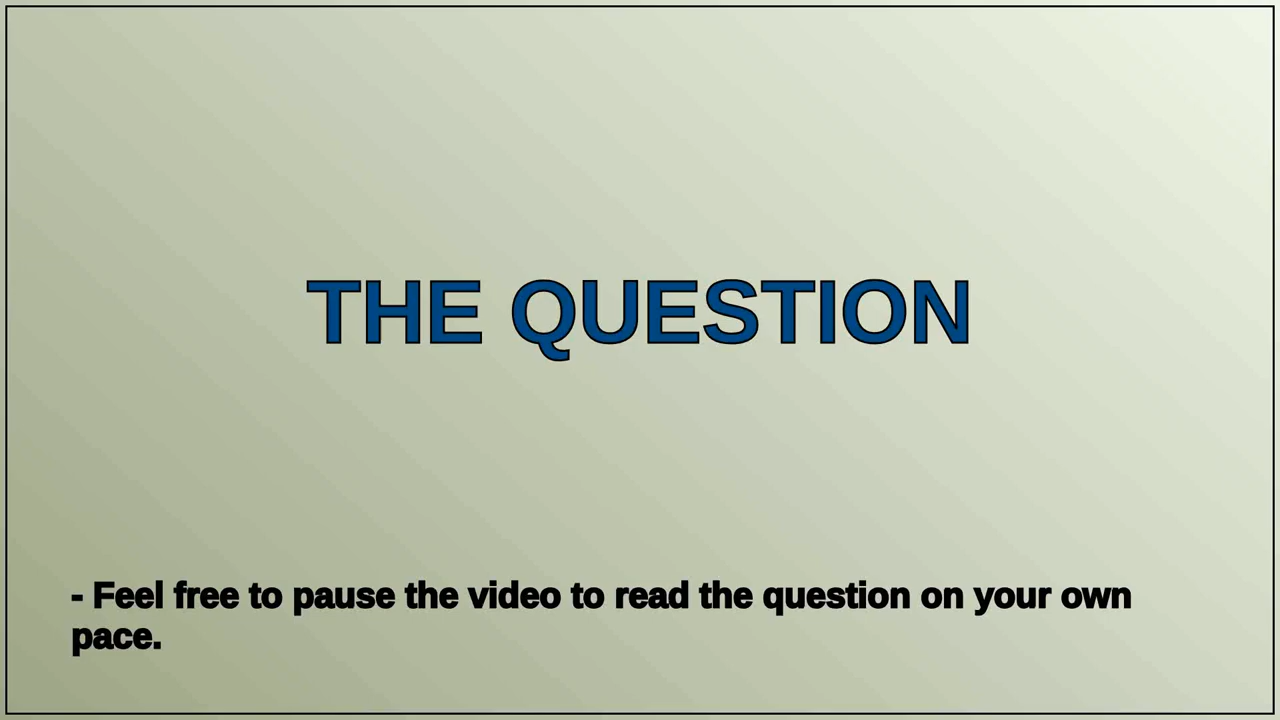 THE QUESTION
- Feel free to pause the video to read the question on your own
pace.